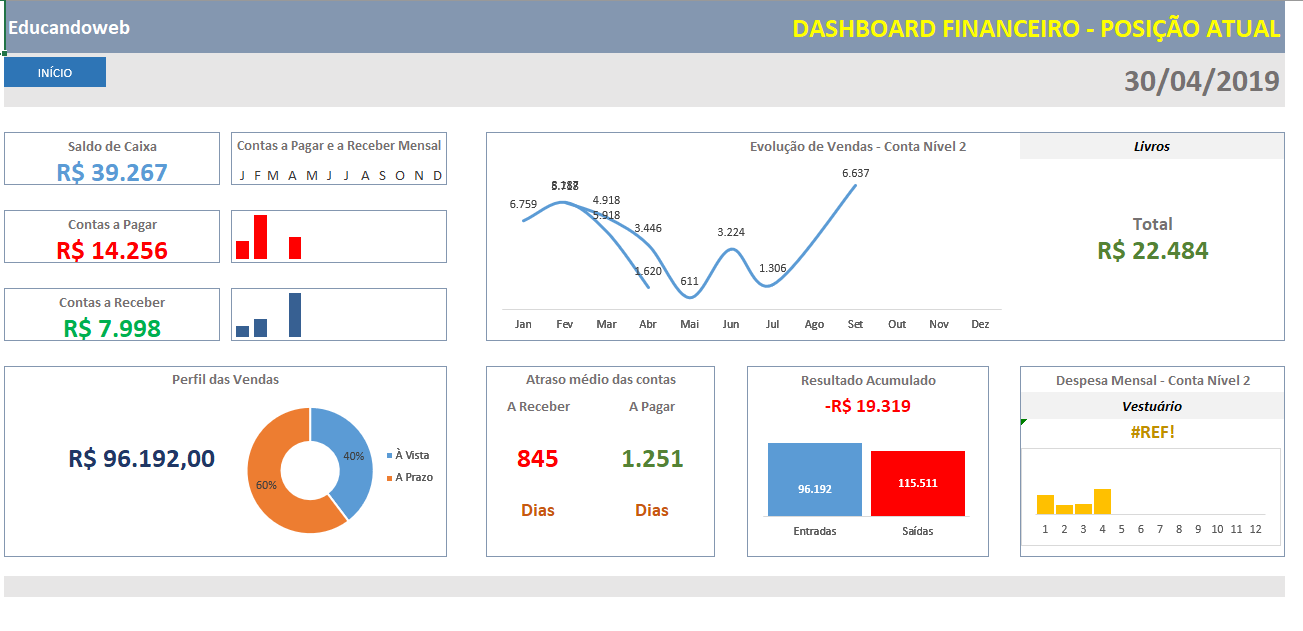 Educandoweb
DASHBOARD FINANCEIRO - POSIÇÃO ATUAL
INÍCIO
30/04/2019
Saldo de Caixa
R$ 39.267
Contas a Pagar e a Receber Mensal
J F M A M J J A S O N D
Contas a Pagar
R$ 14.256
Contas a Receber
R$ 7.998
Evolução de Vendas - Conta Nível 2
6.759
4.918
5.918
3.446
1.620
611
3.224
1.306
6.637
Jan Fev Mar Abr Mai Jun Jul Ago Set Out Nov Dez
Livros
Total
R$ 22.484
Perfil das Vendas
R$ 96.192,00
40%
60%
À Vista
A Prazo
Atraso médio das contas
A Receber A Pagar
845 1.251
Dias Dias
Resultado Acumulado
-R$ 19.319
96.192 115.511
Entradas Saídas
Despesa Mensal - Conta Nível 2
Vestuário
#REF!
1 2 3 4 5 6 7 8 9 10 11 12